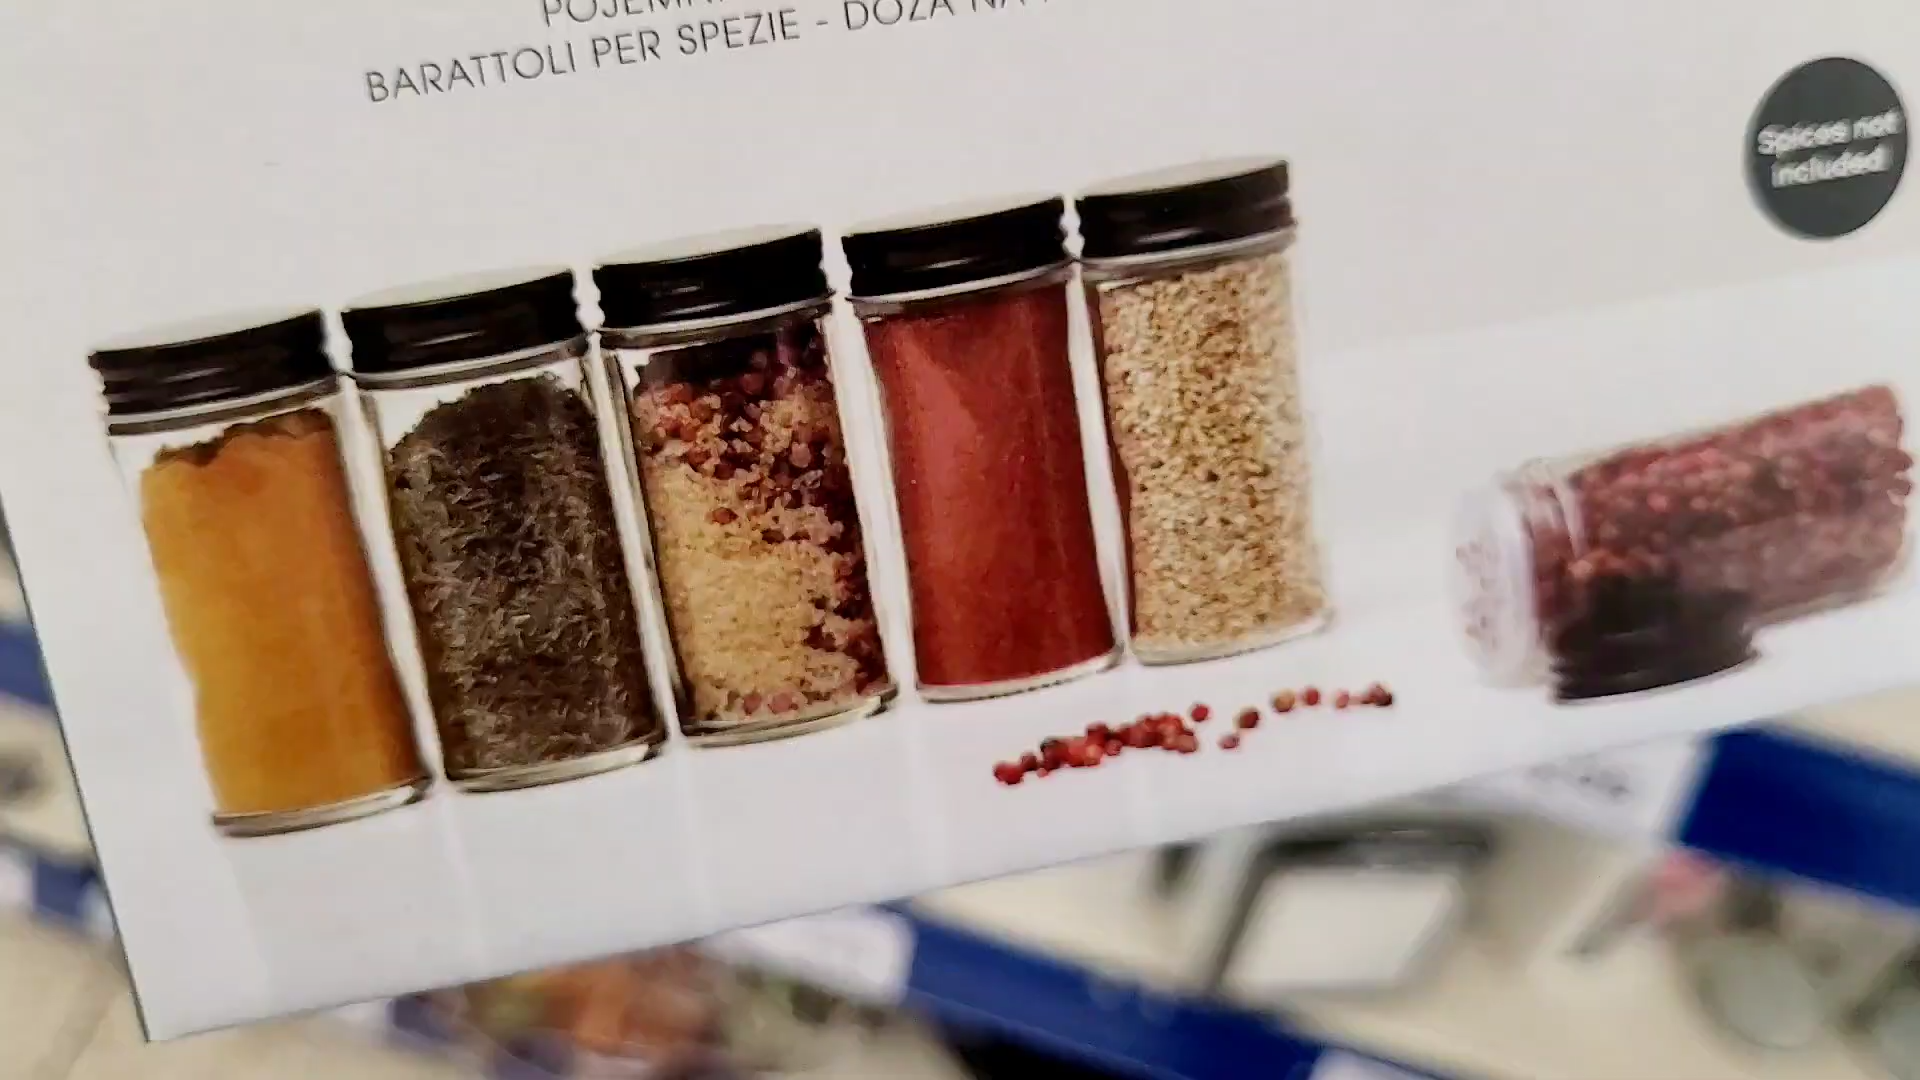 BARATTOLI PER SPEZIE - DOZA NA
Spices not
included